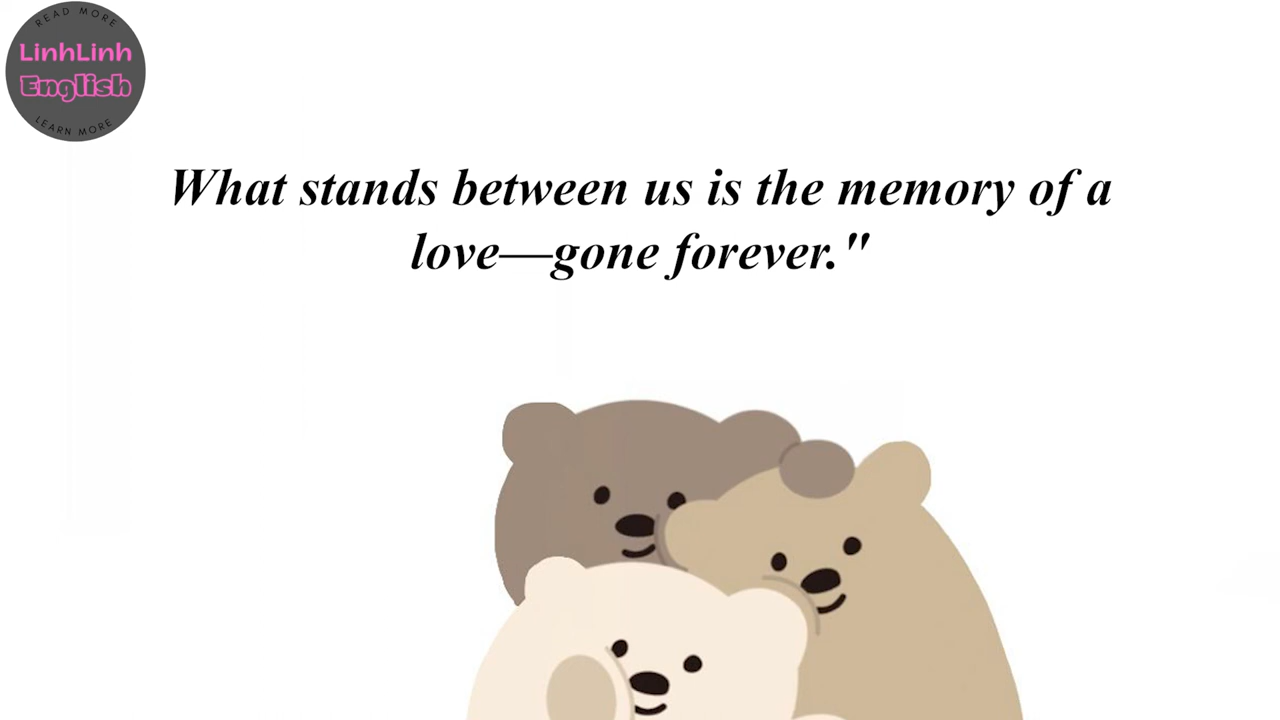 READ MORE
LinhLinh
English
LEARN MORE
What stands between us is the memory of a
love—gone forever."